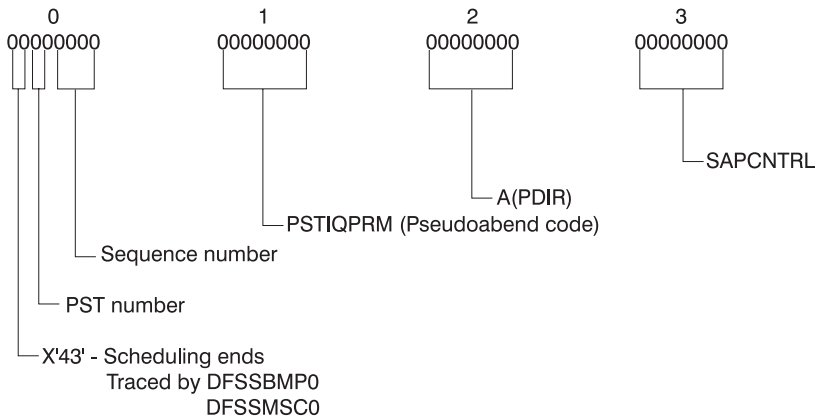 0 1 2 3
00000000 00000000 00000000 00000000
SAPCNTRL
A(PDIR)
PSTIQPRM (Pseudoabend code)
Sequence number
PST number
X'43' - Scheduling ends
Traced by DFSSBMP0
DFSSMSC0